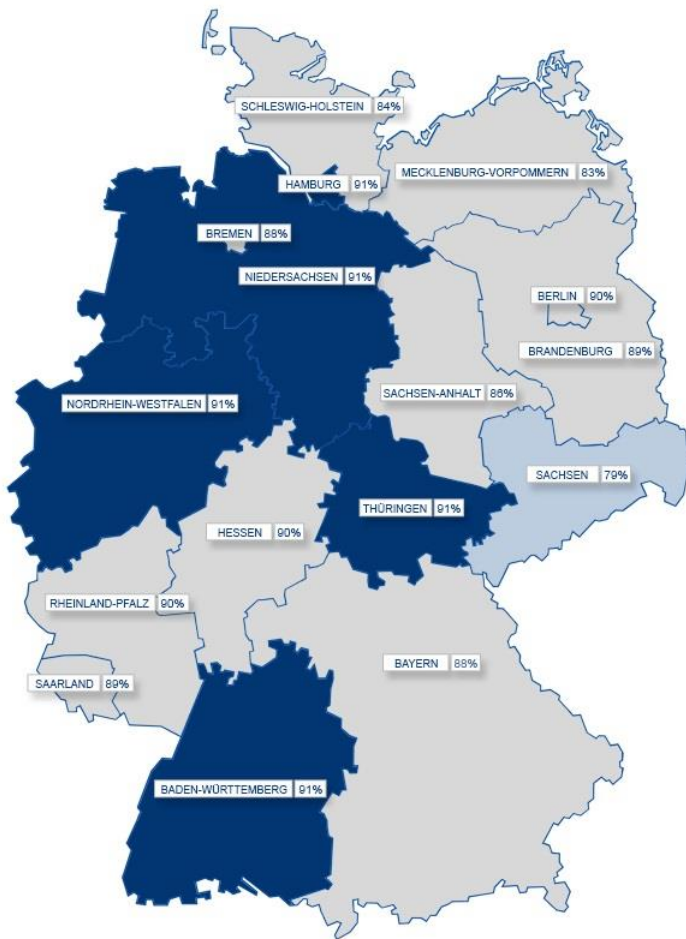 SCHLESWIG-HOLSTEIN 84%
MECKLENBURG-VORPOMMERN 83%
HAMBURG 91%
BREMEN 88%
NIEDERSACHSEN 91%
BERLIN 90%
BRANDENBURG 89%
SACHSEN-ANHALT 86%
NORDRHEIN-WESTFALEN 91%
SACHSEN 79%
THÜRINGEN 91%
HESSEN 90%
RHEINLAND-PFALZ 90%
BAYERN 88%
SAARLAND 89%
BADEN-WÜRTTEMBERG 91%